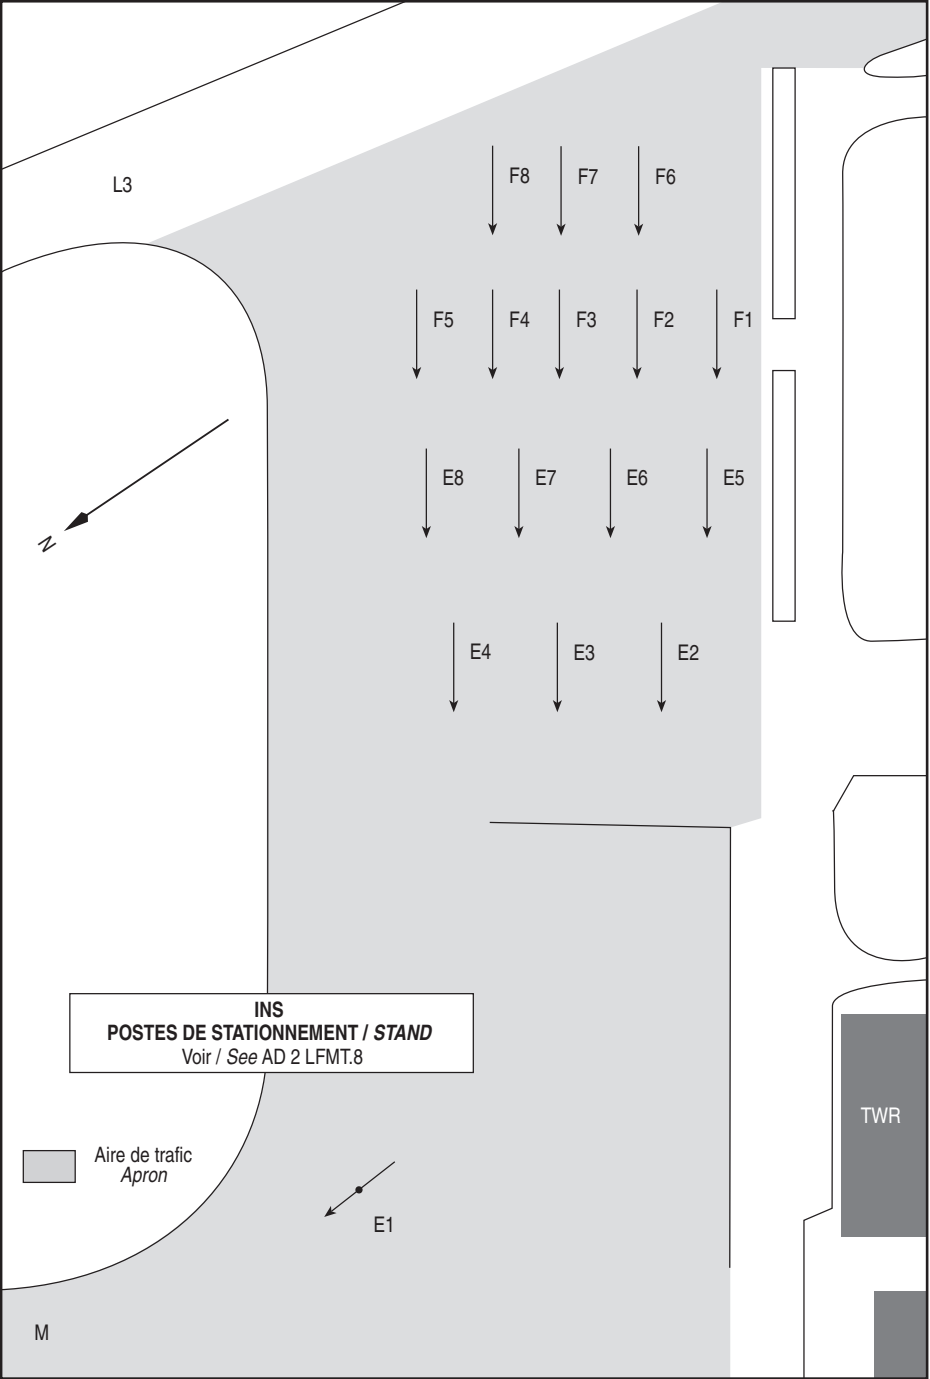 L3
F8 F7 F6
F5 F4 F3 F2 F1
E8 E7 E6 E5
N
E4 E3 E2
INS
POSTES DE STATIONNEMENT / STAND
Voir / See AD 2 LFMT.8
TWR
Aire de trafic
Apron
E1
M